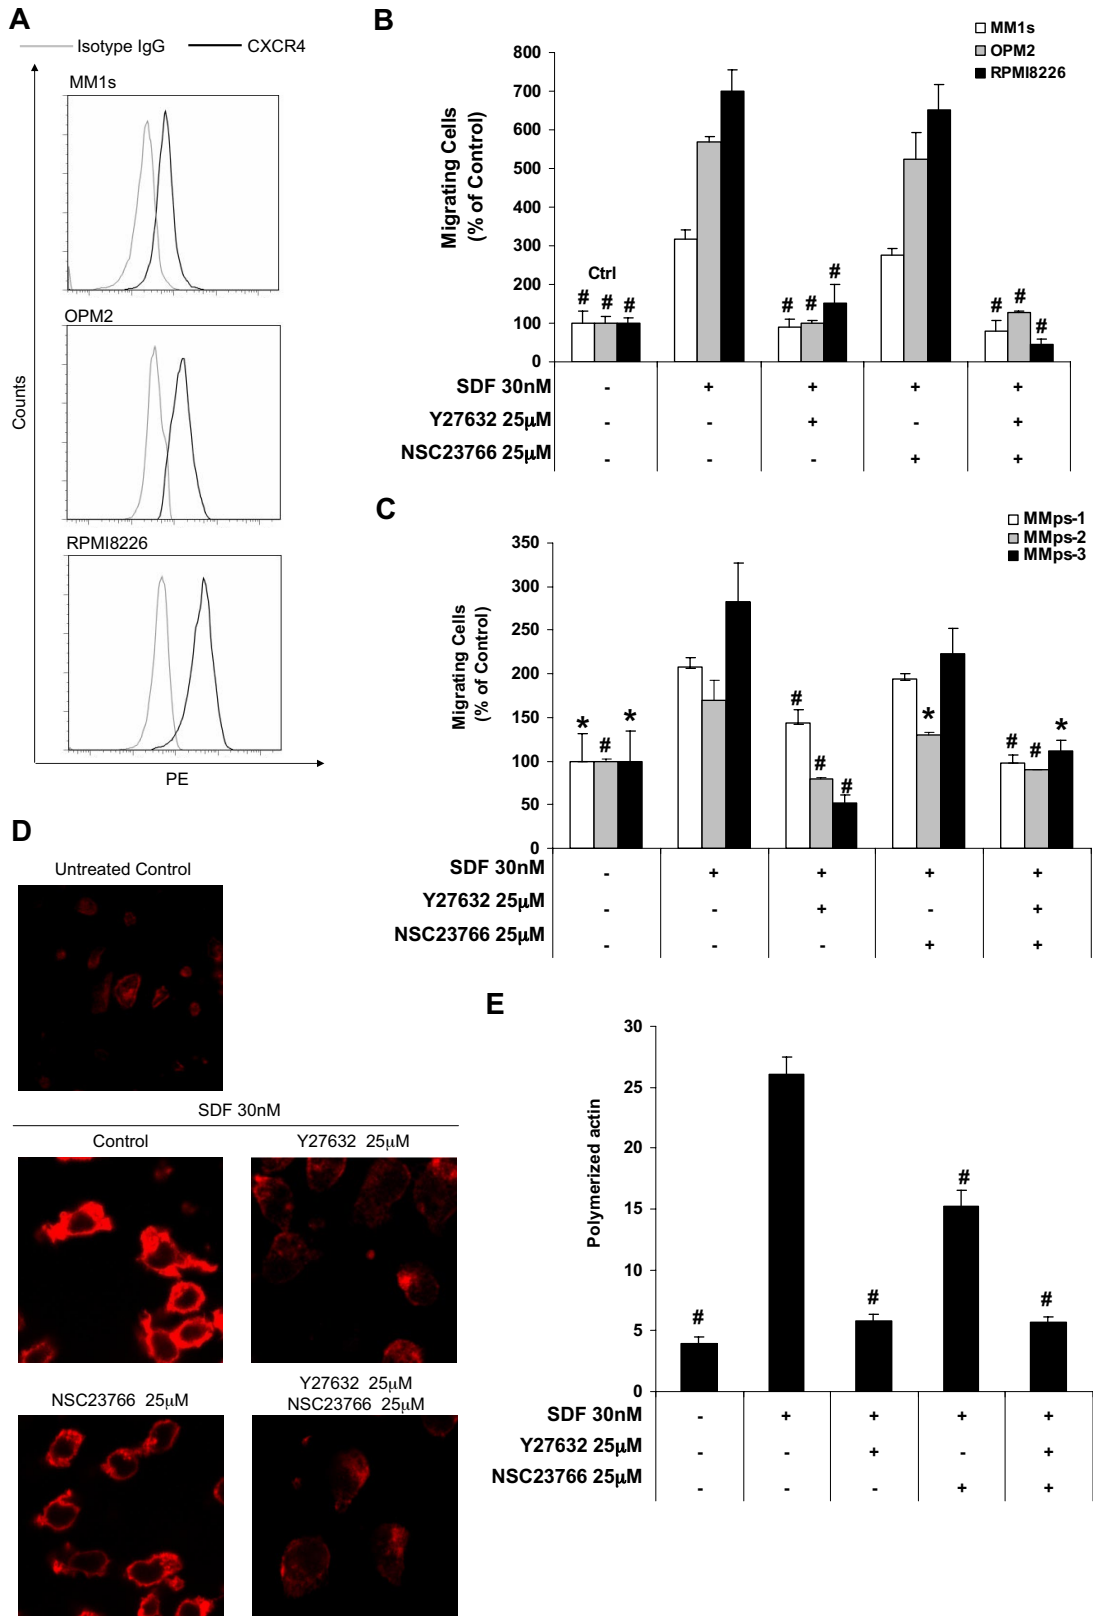 A
Isotype IgG CXCR4
MM1s
OPM2
RPMI8226
Counts
PE
B
MM1s
OPM2
RPMI8226
Migrating Cells
(% of Control)
800
700
600
500
400
300
200
100
0
Ctrl
# # #
# # #
# # #
SDF 30nM - + + + +
Y27632 25μM - - + - +
NSC23766 25μM - - - + +
C
MMps-1
MMps-2
MMps-3
Migrating Cells
(% of Control)
350
300
250
200
150
100
50
0
* # *
# # #
*
# # *
SDF 30nM - + + + +
Y27632 25μM - - + - +
NSC23766 25μM - - - + +
D
Untreated Control
SDF 30nM
Control Y27632 25μM
NSC23766 25μM
Y27632 25μM
NSC23766 25μM
E
Polymerized actin
30
25
20
15
10
5
0
# # # #
SDF 30nM - + + + +
Y27632 25μM - - + - +
NSC23766 25μM - - - + +